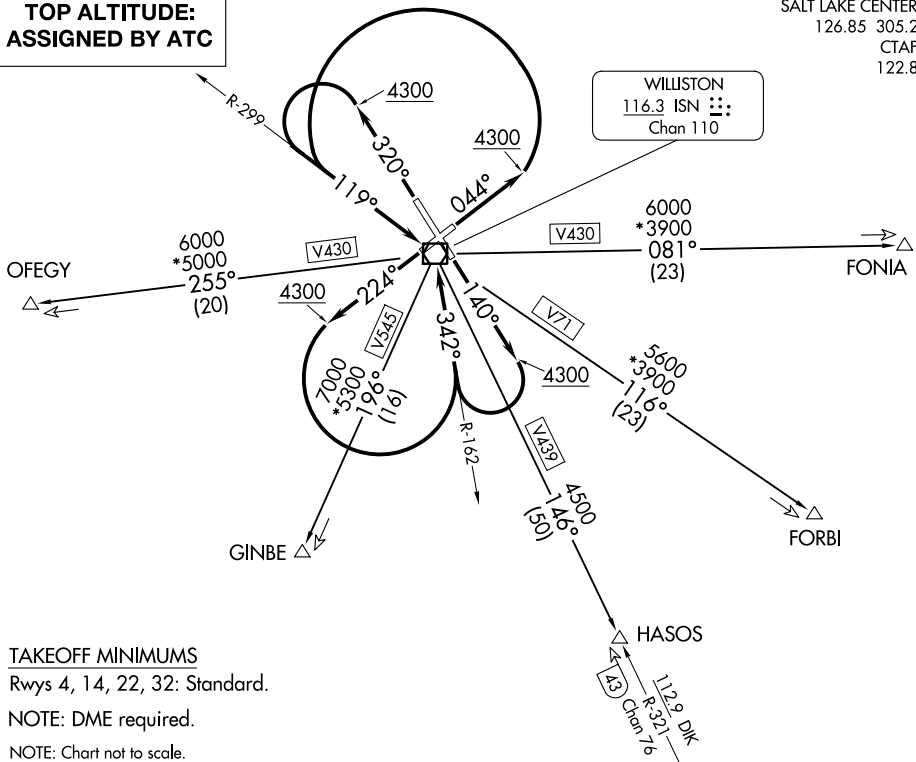 TOP ALTITUDE:
ASSIGNED BY ATC
SALT LAKE CENTER
126.85 305.2
CTAF
122.8
WILLISTON
116.3 ISN
Chan 110
R-299
4300
320°
119°
4300
044°
6000
*5000
V430
255°
(20)
OFEGY
V430
6000
*3900
081°
(23)
FONIA
4300
224°
V545
7000
*5300
196°
(16)
GINBE
342°
R-162
140°
4300
V71
5600
*3900
116°
(23)
FORBI
V439
4500
146°
(50)
HASOS
43
Chan 76
R-321
112.9 DIK
TAKEOFF MINIMUMS
Rwys 4, 14, 22, 32: Standard.
NOTE: DME required.
NOTE: Chart not to scale.